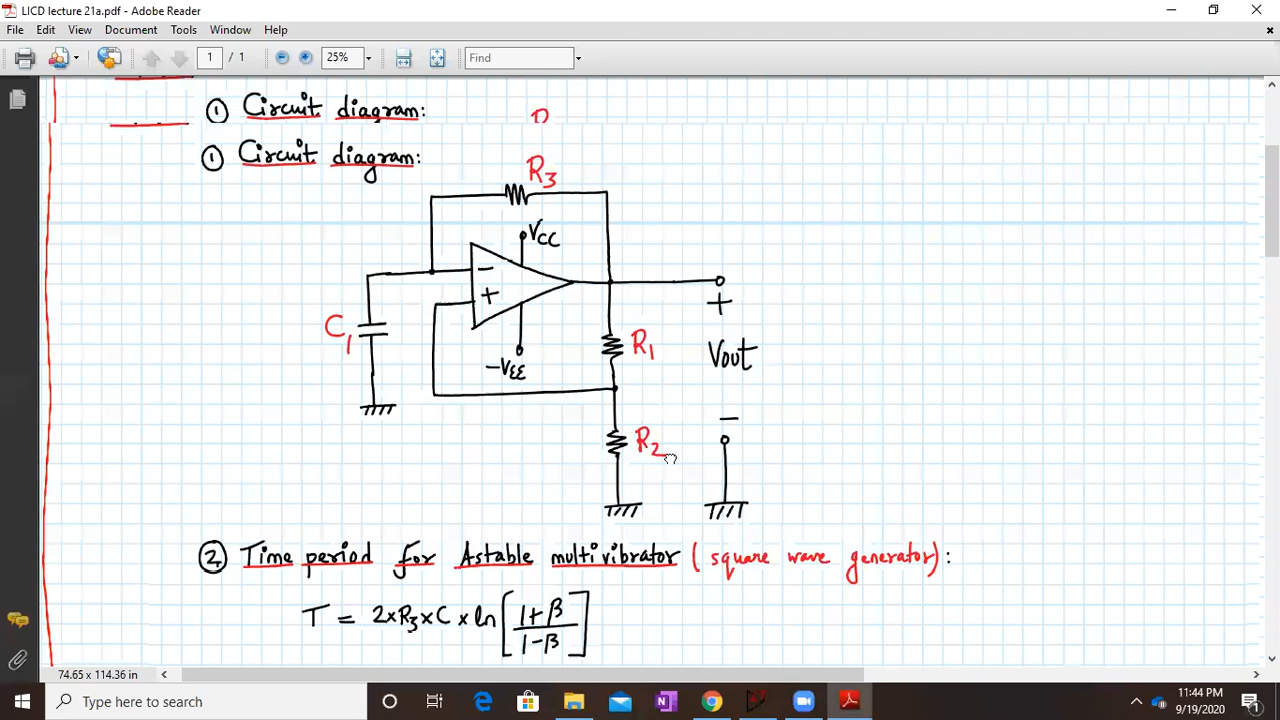 LICD lecture 21a.pdf - Adobe Reader
File Edit View Document Tools Window Help
1 / 1 25% Find
① Circuit diagram:
① Circuit diagram:
R3
VCC
−
+
C1
-VEE
R1
+
Vout
−
R2
② Time period for Astable multivibrator (square wave generator):
T = 2×R3×C×ln[1+β/1-β]
74.65 x 114.36 in
Type here to search
11:44 PM
9/19/2020
1